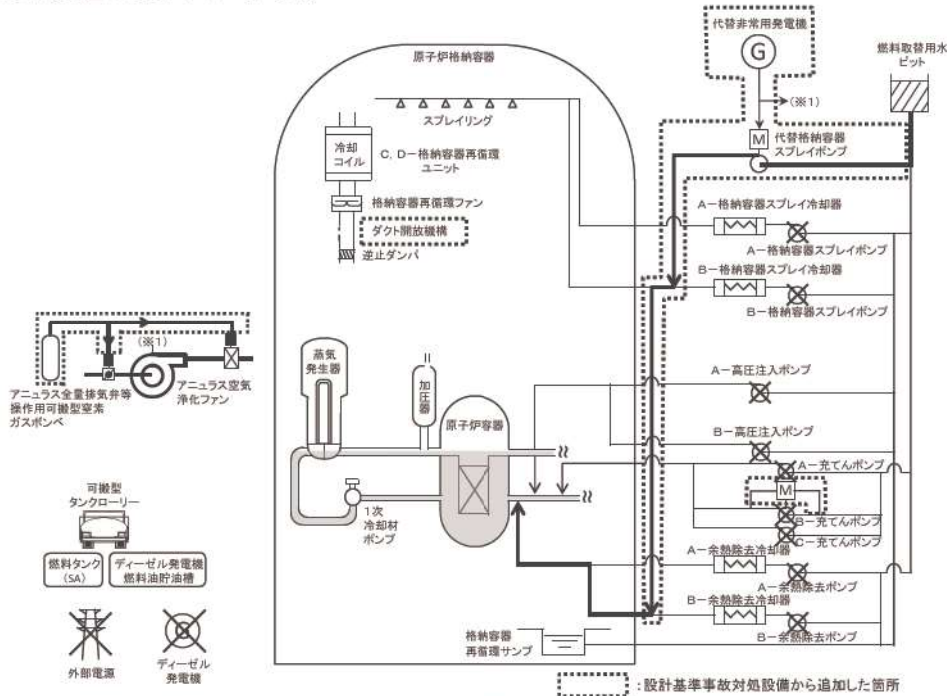 代替非常用発電機
G
(※1)
燃料取替用水
ピット
M
代替格納容器
スプレイポンプ
原子炉格納容器
スプレイリング
冷却
コイル
C, D-格納容器再循環
ユニット
格納容器再循環ファン
ダクト開放機構
逆止ダンパ
A-格納容器スプレイ冷却器
A-格納容器スプレイポンプ
B-格納容器スプレイ冷却器
B-格納容器スプレイポンプ
(※1)
アニュラス全量排気弁等
操作用可搬型窒素
ガスボンベ
アニュラス空気
浄化ファン
蒸気
発生器
加圧器
原子炉容器
1次
冷却材
ポンプ
A-高圧注入ポンプ
B-高圧注入ポンプ
A-充てんポンプ
M
B-充てんポンプ
C-充てんポンプ
A-余熱除去冷却器
A-余熱除去ポンプ
B-余熱除去冷却器
B-余熱除去ポンプ
格納容器
再循環サンプ
可搬型
タンクローリー
燃料タンク
(SA)
ディーゼル発電機
燃料油貯油槽
外部電源
ディーゼル
発電機
:設計基準事故対処設備から追加した箇所